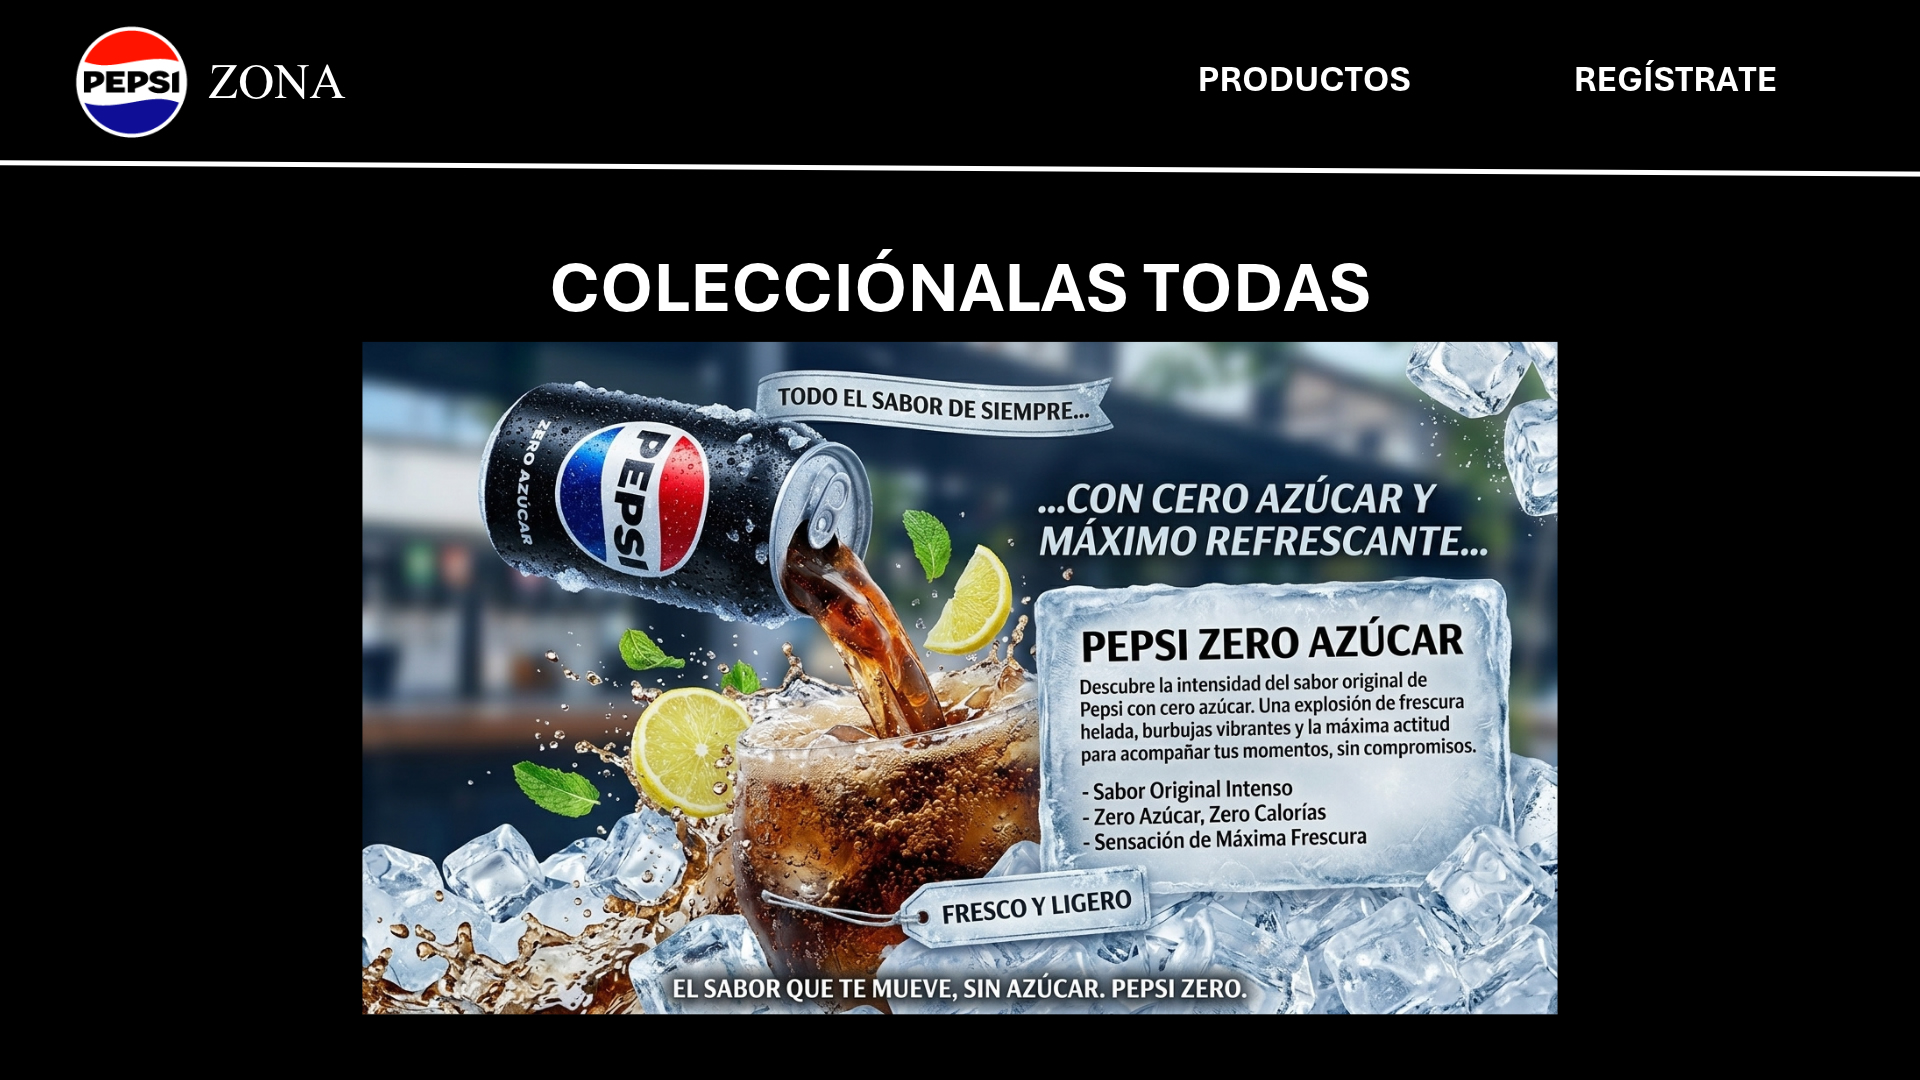 PEPSI ZONA
PRODUCTOS
REGÍSTRATE
COLECCIÓNALAS TODAS
TODO EL SABOR DE SIEMPRE...
ZERO AZÚCAR
PEPSI
...CON CERO AZÚCAR Y
MÁXIMO REFRESCANTE...
PEPSI ZERO AZÚCAR
Descubre la intensidad del sabor original de
Pepsi con cero azúcar. Una explosión de frescura
helada, burbujas vibrantes y la máxima actitud
para acompañar tus momentos, sin compromisos.
- Sabor Original Intenso
- Zero Azúcar, Zero Calorías
- Sensación de Máxima Frescura
FRESCO Y LIGERO
EL SABOR QUE TE MUEVE, SIN AZÚCAR. PEPSI ZERO.